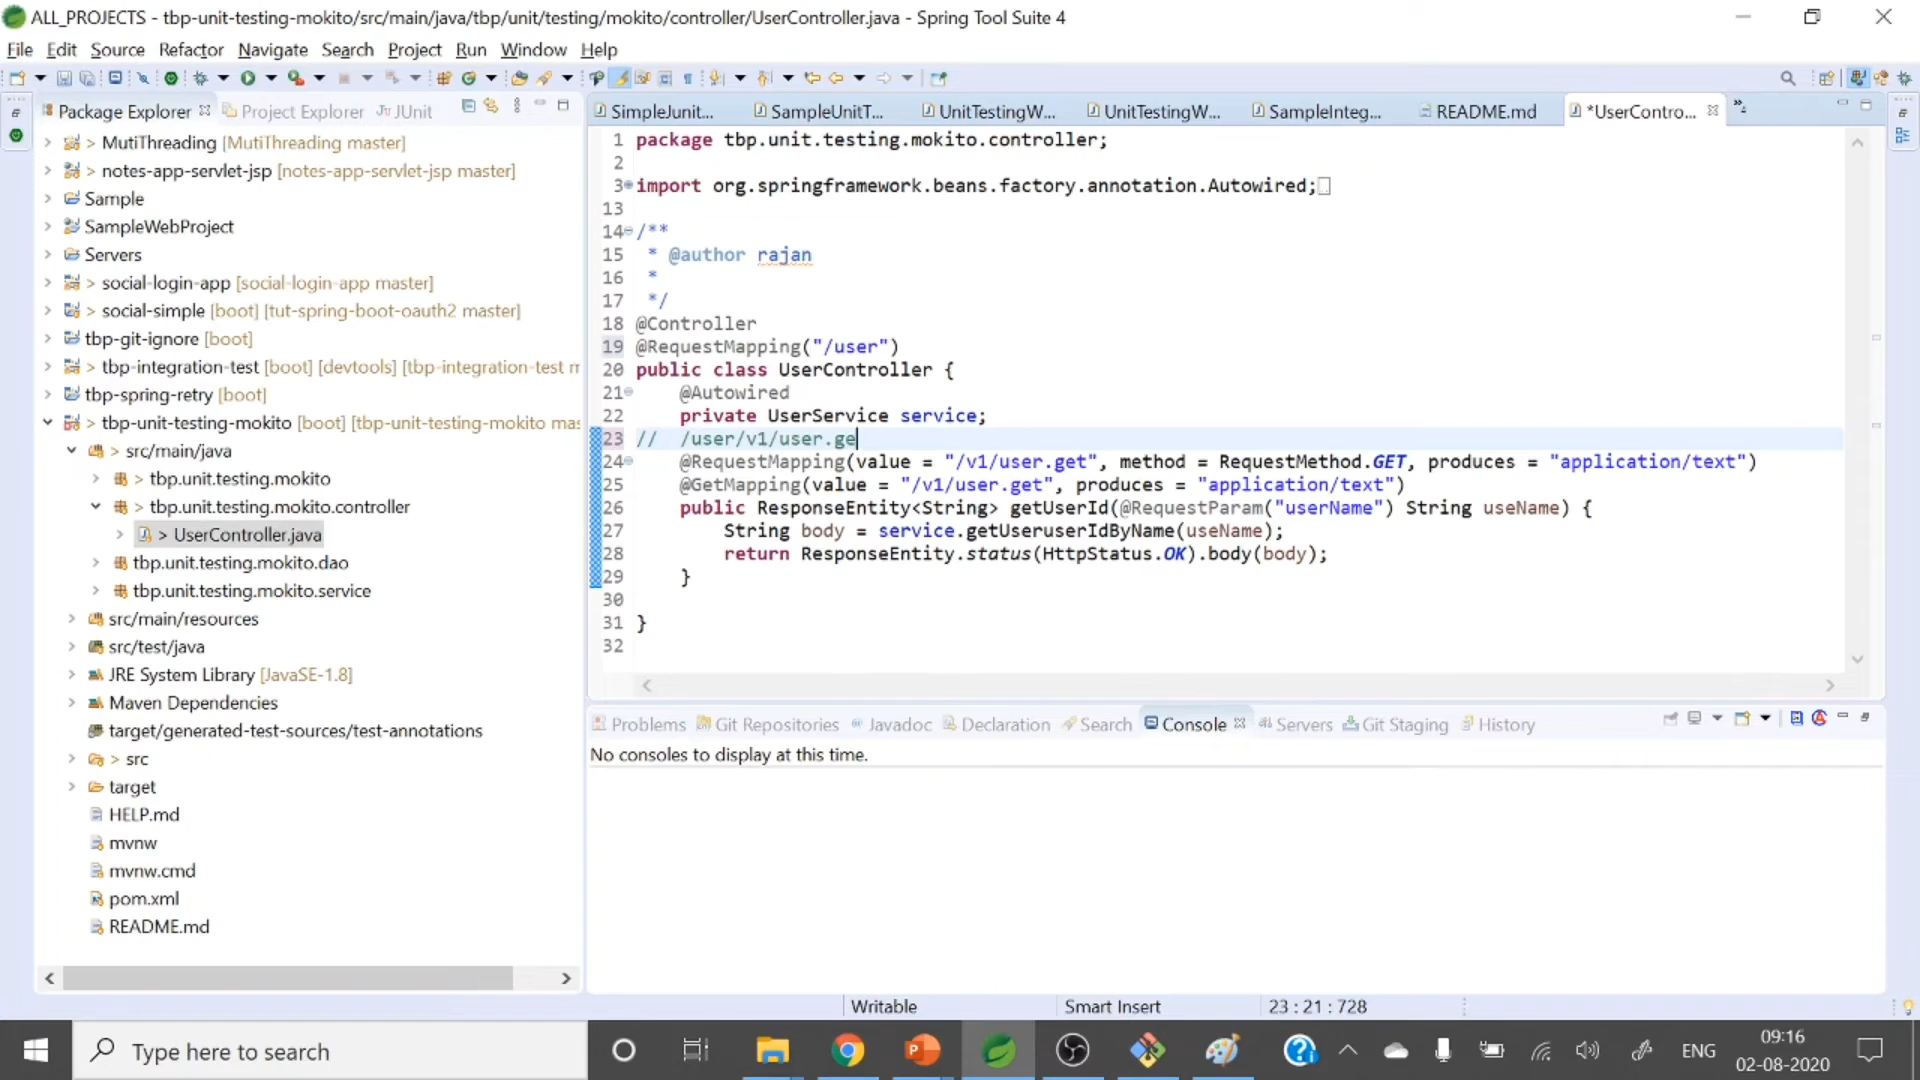 ALL_PROJECTS - tbp-unit-testing-mokito/src/main/java/tbp/unit/testing/mokito/controller/UserController.java - Spring Tool Suite 4
File Edit Source Refactor Navigate Search Project Run Window Help
Package Explorer Project Explorer JUnit
SimpleJunit... SampleUnitT... UnitTestingW... UnitTestingW... SampleInteg... README.md *UserContro...
> MutiThreading [MutiThreading master]
> notes-app-servlet-jsp [notes-app-servlet-jsp master]
Sample
SampleWebProject
Servers
> social-login-app [social-login-app master]
> social-simple [boot] [tut-spring-boot-oauth2 master]
tbp-git-ignore [boot]
> tbp-integration-test [boot] [devtools] [tbp-integration-test m
tbp-spring-retry [boot]
> tbp-unit-testing-mokito [boot] [tbp-unit-testing-mokito mas
> src/main/java
> tbp.unit.testing.mokito
> tbp.unit.testing.mokito.controller
> UserController.java
tbp.unit.testing.mokito.dao
tbp.unit.testing.mokito.service
src/main/resources
src/test/java
JRE System Library [JavaSE-1.8]
Maven Dependencies
target/generated-test-sources/test-annotations
> src
target
HELP.md
mvnw
mvnw.cmd
pom.xml
README.md
1 package tbp.unit.testing.mokito.controller;
2
3 import org.springframework.beans.factory.annotation.Autowired;
13
14 /**
15 * @author rajan
16 *
17 */
18 @Controller
19 @RequestMapping("/user")
20 public class UserController {
21 @Autowired
22 private UserService service;
23 // /user/v1/user.ge
24 @RequestMapping(value = "/v1/user.get", method = RequestMethod.GET, produces = "application/text")
25 @GetMapping(value = "/v1/user.get", produces = "application/text")
26 public ResponseEntity<String> getUserId(@RequestParam("userName") String useName) {
27 String body = service.getUseruserIdByName(useName);
28 return ResponseEntity.status(HttpStatus.OK).body(body);
29 }
30
31 }
32
Problems Git Repositories Javadoc Declaration Search Console Servers Git Staging History
No consoles to display at this time.
Writable Smart Insert 23 : 21 : 728
Type here to search
ENG
09:16
02-08-2020